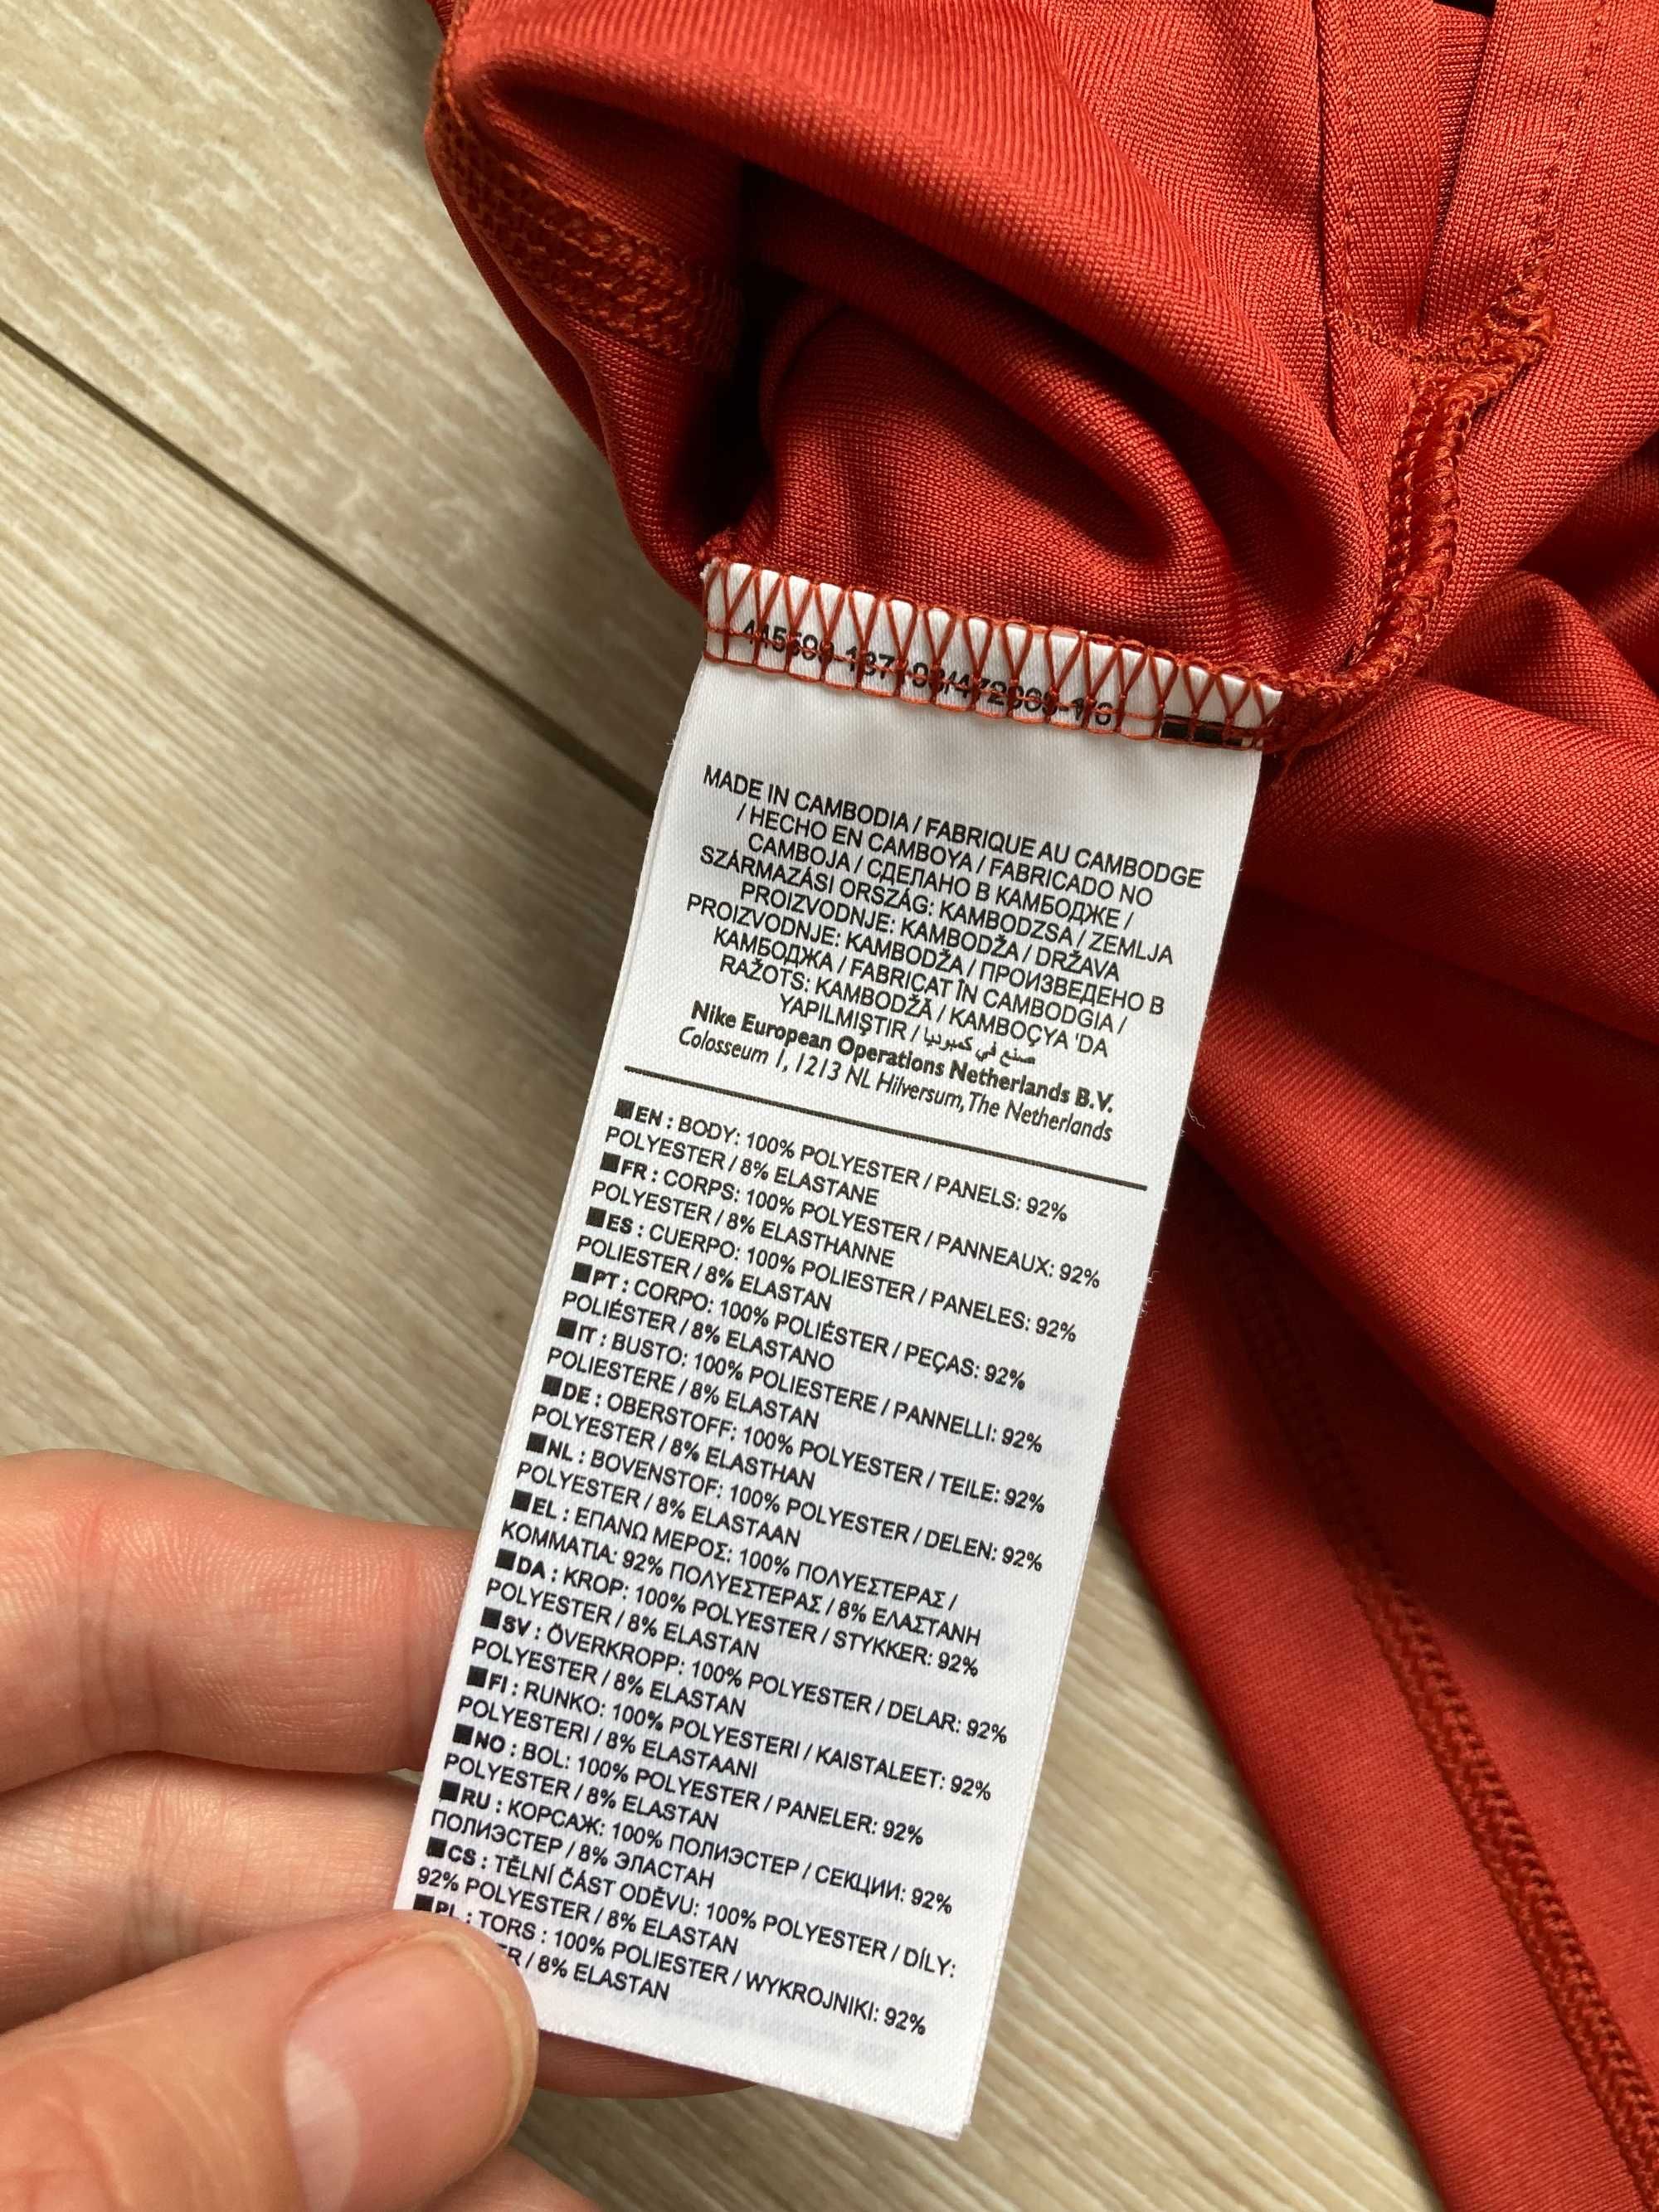 MADE IN CAMBODIA / FABRIQUE AU CAMBODGE
/ HECHO EN CAMBOYA / FABRICADO NO
CAMBOJA / СДЕЛАНО В КАМБОДЖЕ /
SZÁRMAZÁSI ORSZÁG: KAMBODZSA / ZEMLJA
PROIZVODNJE: KAMBODŽA / DRŽAVA
PROIZVODNJE: KAMBODŽA / ПРОИЗВЕДЕНО В
КАМБОДЖА / FABRICAT ÎN CAMBODGIA /
RAŽOTS: KAMBODŽĀ / KAMBOÇYA 'DA
YAPILMIŞTIR / صنع في كمبوديا
Nike European Operations Netherlands B.V.
Colosseum 1, 1213 NL Hilversum, The Netherlands
EN : BODY: 100% POLYESTER / PANELS: 92%
POLYESTER / 8% ELASTANE
FR : CORPS: 100% POLYESTER / PANNEAUX: 92%
POLYESTER / 8% ELASTHANNE
ES : CUERPO: 100% POLIESTER / PANELES: 92%
POLIESTER / 8% ELASTAN
PT : CORPO: 100% POLIÉSTER / PEÇAS: 92%
POLIÉSTER / 8% ELASTANO
IT : BUSTO: 100% POLIESTERE / PANNELLI: 92%
POLIESTERE / 8% ELASTAN
DE : OBERSTOFF: 100% POLYESTER / TEILE: 92%
POLYESTER / 8% ELASTHAN
NL : BOVENSTOF: 100% POLYESTER / DELEN: 92%
POLYESTER / 8% ELASTAAN
EL : ΕΠΑΝΩ ΜΕΡΟΣ: 100% ΠΟΛΥΕΣΤΕΡΑΣ /
ΚΟΜΜΑΤΙΑ: 92% ΠΟΛΥΕΣΤΕΡΑΣ / 8% ΕΛΑΣΤΑΝΗ
DA : KROP: 100% POLYESTER / STYKKER: 92%
POLYESTER / 8% ELASTAN
SV : ÖVERKROPP: 100% POLYESTER / DELAR: 92%
POLYESTER / 8% ELASTAN
FI : RUNKO: 100% POLYESTERI / KAISTALEET: 92%
POLYESTERI / 8% ELASTAANI
NO : BOL: 100% POLYESTER / PANELER: 92%
POLYESTER / 8% ELASTAN
RU : КОРСАЖ: 100% ПОЛИЭСТЕР / СЕКЦИИ: 92%
ПОЛИЭСТЕР / 8% ЭЛАСТАН
CS : TĚLNÍ ČÁST ODĚVU: 100% POLYESTER / DÍLY:
92% POLYESTER / 8% ELASTAN
PL : TORS : 100% POLIESTER / WYKROJNIKI: 92%
/ 8% ELASTAN